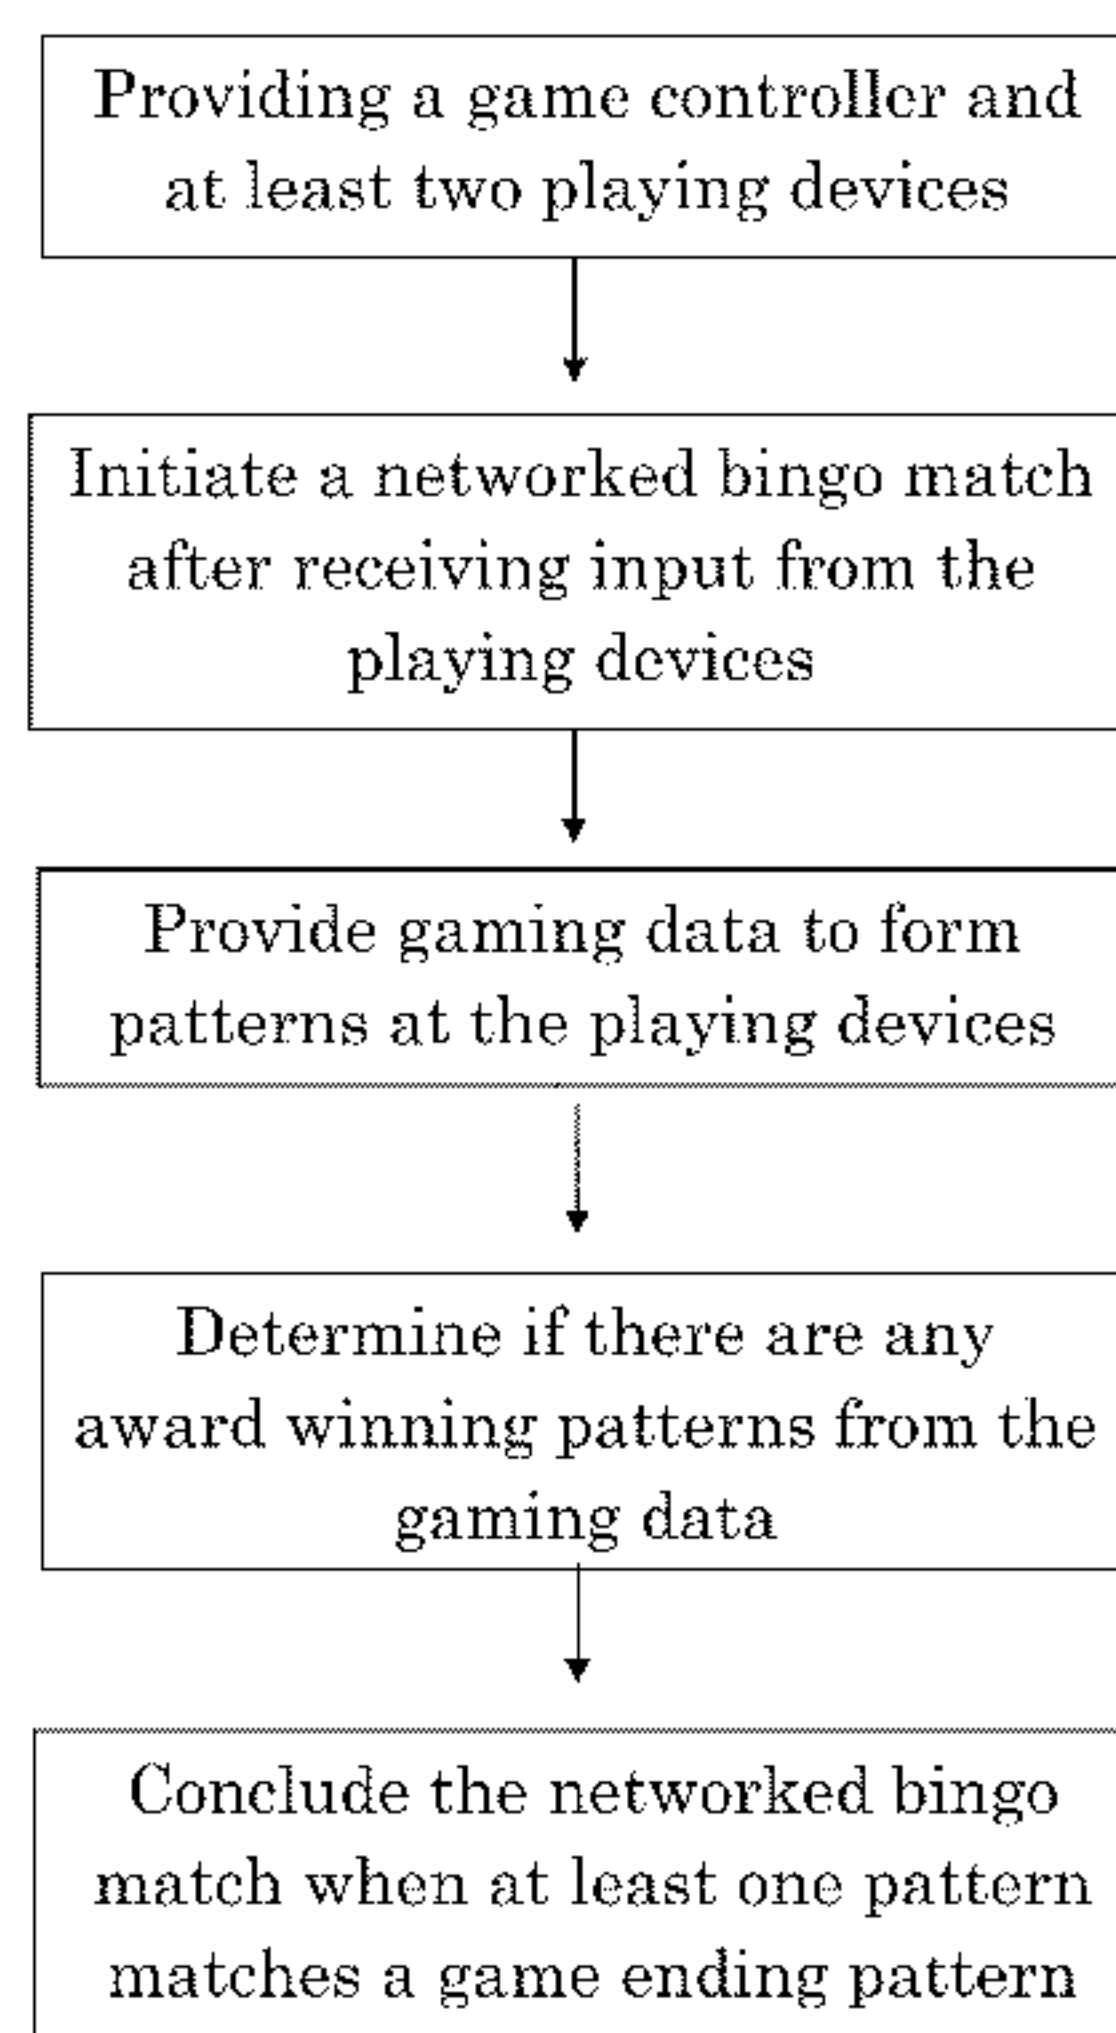 Providing a game controller and
at least two playing devices
Initiate a networked bingo match
after receiving input from the
playing devices
Provide gaming data to form
patterns at the playing devices
Determine if there are any
award winning patterns from the
gaming data
Conclude the networked bingo
match when at least one pattern
matches a game ending pattern